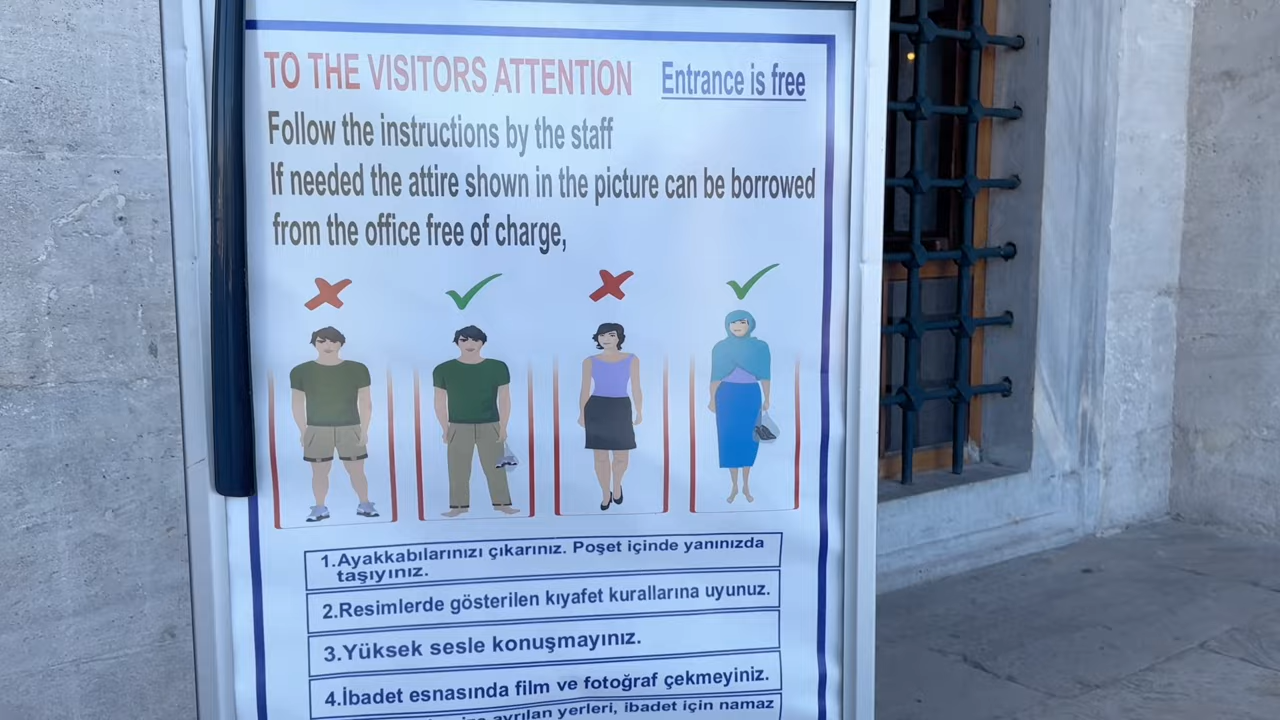 TO THE VISITORS ATTENTION Entrance is free
Follow the instructions by the staff
If needed the attire shown in the picture can be borrowed
from the office free of charge,
1.Ayakkabılarınızı çıkarınız. Poşet içinde yanınızda
taşıyınız.
2.Resimlerde gösterilen kıyafet kurallarına uyunuz.
3.Yüksek sesle konuşmayınız.
4.İbadet esnasında film ve fotoğraf çekmeyiniz.
ayrılan yerleri, ibadet için namaz